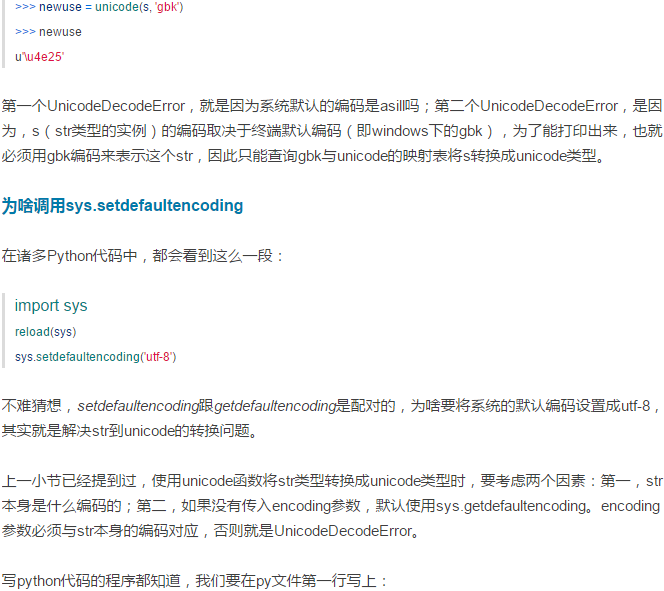 >>> newuse = unicode(s, 'gbk')
>>> newuse
u'\u4e25'
第一个UnicodeDecodeError，就是因为系统默认的编码是asill吗；第二个UnicodeDecodeError，是因
为，s（str类型的实例）的编码取决于终端默认编码（即windows下的gbk），为了能打印出来，也就
必须用gbk编码来表示这个str，因此只能查询gbk与unicode的映射表将s转换成unicode类型。
为啥调用sys.setdefaultencoding
在诸多Python代码中，都会看到这么一段：
import sys
reload(sys)
sys.setdefaultencoding('utf-8')
不难猜想，setdefaultencoding跟getdefaultencoding是配对的，为啥要将系统的默认编码设置成utf-8，
其实就是解决str到unicode的转换问题。
上一小节已经提到过，使用unicode函数将str类型转换成unicode类型时，要考虑两个因素：第一，str
本身是什么编码的；第二，如果没有传入encoding参数，默认使用sys.getdefaultencoding。encoding
参数必须与str本身的编码对应，否则就是UnicodeDecodeError。
写python代码的程序都知道，我们要在py文件第一行写上：